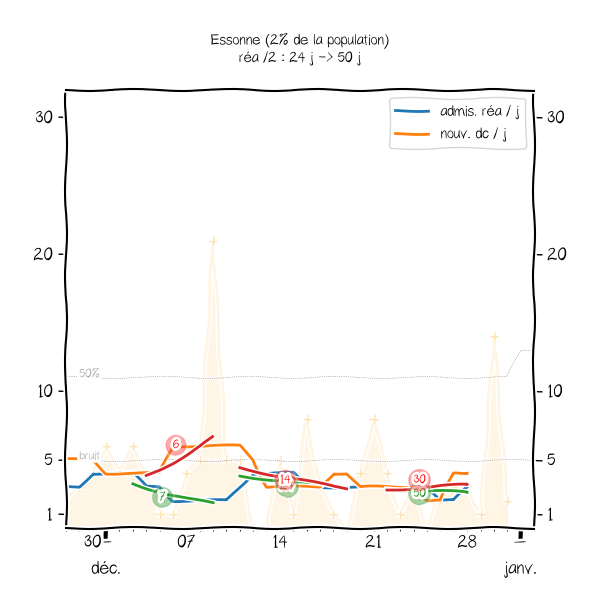 Essonne (2% de la population)
réa /2 : 24 j -> 50 j
admis. réa / j
nouv. dc / j
30 30
20 20
50%
10 10
6
bruit
5 5
14
30
7
50
1 1
30 07 14 21 28
déc. janv.